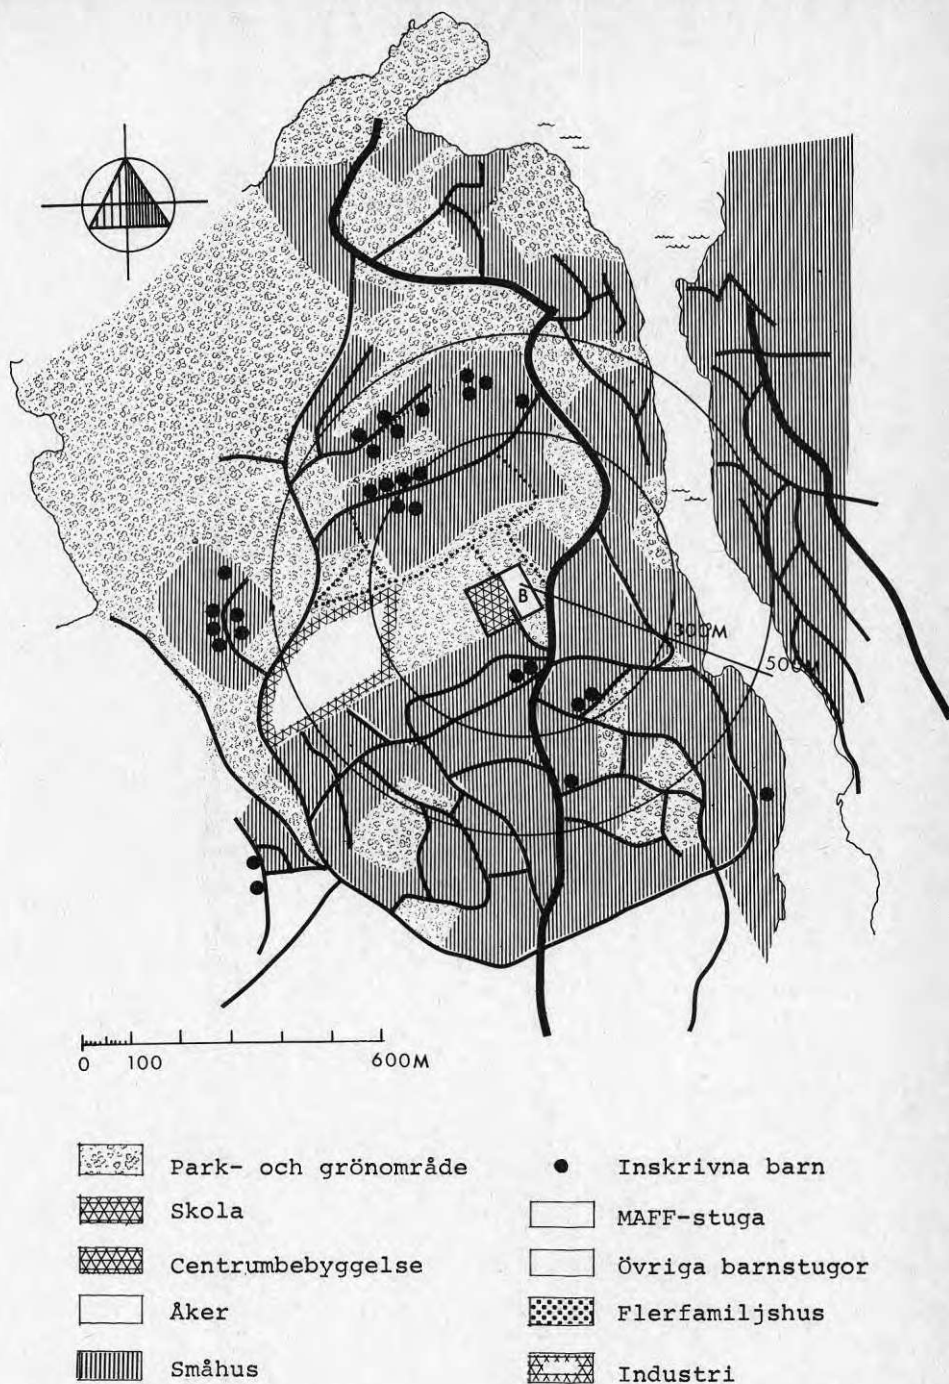 B
300M
500M
0 100 600M
Park- och grönområde
Skola
Centrumbebyggelse
Åker
Småhus
Inskrivna barn
MAFF-stuga
Övriga barnstugor
Flerfamiljshus
Industri